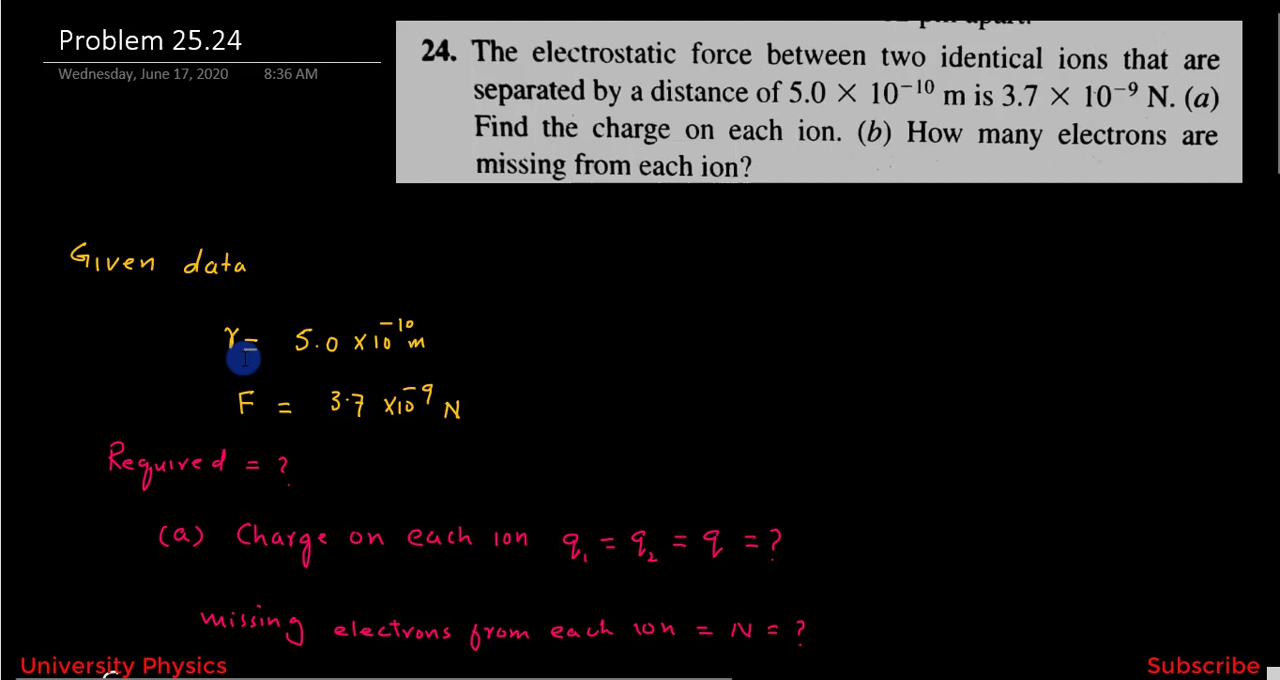 Problem 25.24
Wednesday, June 17, 2020 8:36 AM
apart.
24. The electrostatic force between two identical ions that are
separated by a distance of 5.0 × 10⁻¹⁰ m is 3.7 × 10⁻⁹ N. (a)
Find the charge on each ion. (b) How many electrons are
missing from each ion?
Given data
r = 5.0 × 10⁻¹⁰ m
F = 3.7 × 10⁻⁹ N
Required = ?
(a) Charge on each ion q₁ = q₂ = q = ?
missing electrons from each ion = N = ?
University Physics
Subscribe